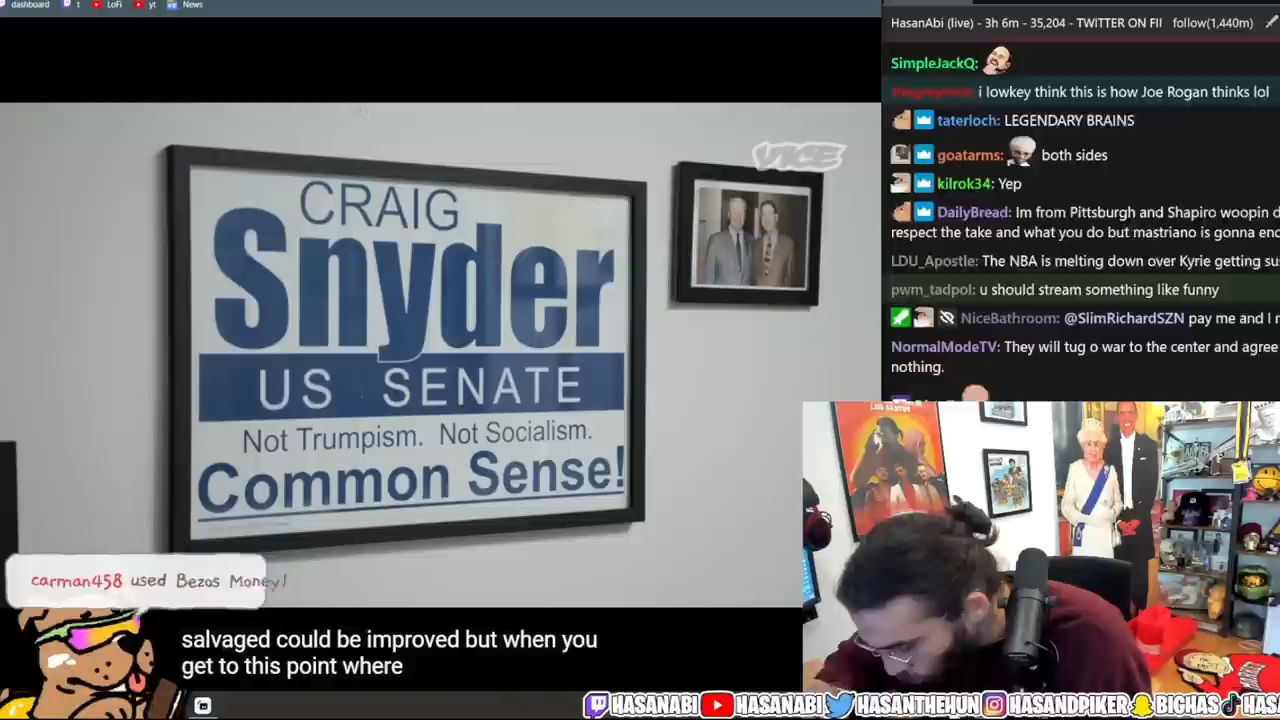 dashboard
t
LoFi
yt
News
HasanAbi (live) - 3h 6m - 35,204 - TWITTER ON FII
follow(1,440m)
SimpleJackQ:
i lowkey think this is how Joe Rogan thinks lol
taterloch: LEGENDARY BRAINS
goatarms: both sides
kilrok34: Yep
DailyBread: Im from Pittsburgh and Shapiro woopin
respect the take and what you do but mastriano is gonna
LDU_Apostle: The NBA is melting down over Kyrie getting
pwm_tadpol: u should stream something like funny
NiceBathroom: @SlimRichardSZN pay me and I
NormalModeTV: They will tug o war to the center and agree
nothing.
VICE
CRAIG
Snyder
US SENATE
Not Trumpism. Not Socialism.
Common Sense!
LOS SANTOS
carman458 used Bezos Money!
salvaged could be improved but when you
get to this point where
HASANABI
HASANABI
HASANTHEHUN
HASANDPIKER
BIGHAS
HAS